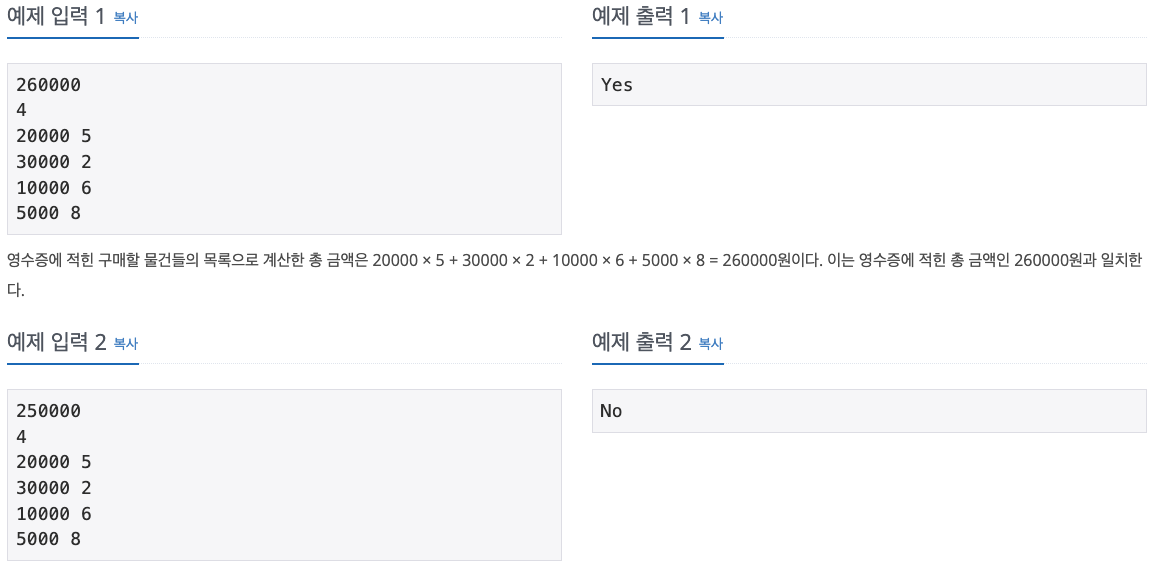 예제 입력 1 복사
260000
4
20000 5
30000 2
10000 6
5000 8
예제 출력 1 복사
Yes
영수증에 적힌 구매할 물건들의 목록으로 계산한 총 금액은 20000 × 5 + 30000 × 2 + 10000 × 6 + 5000 × 8 = 260000원이다. 이는 영수증에 적힌 총 금액인 260000원과 일치한
다.
예제 입력 2 복사
250000
4
20000 5
30000 2
10000 6
5000 8
예제 출력 2 복사
No